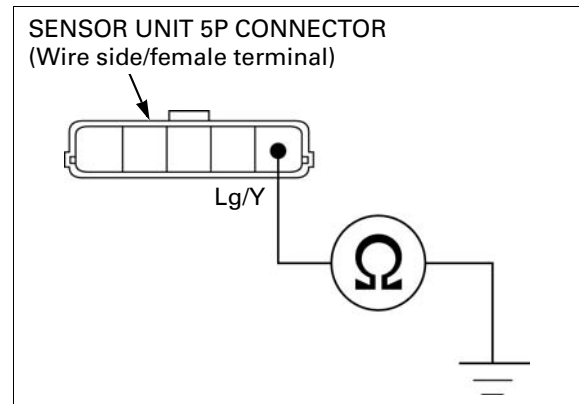 SENSOR UNIT 5P CONNECTOR
(Wire side/female terminal)
Lg/Y
Ω